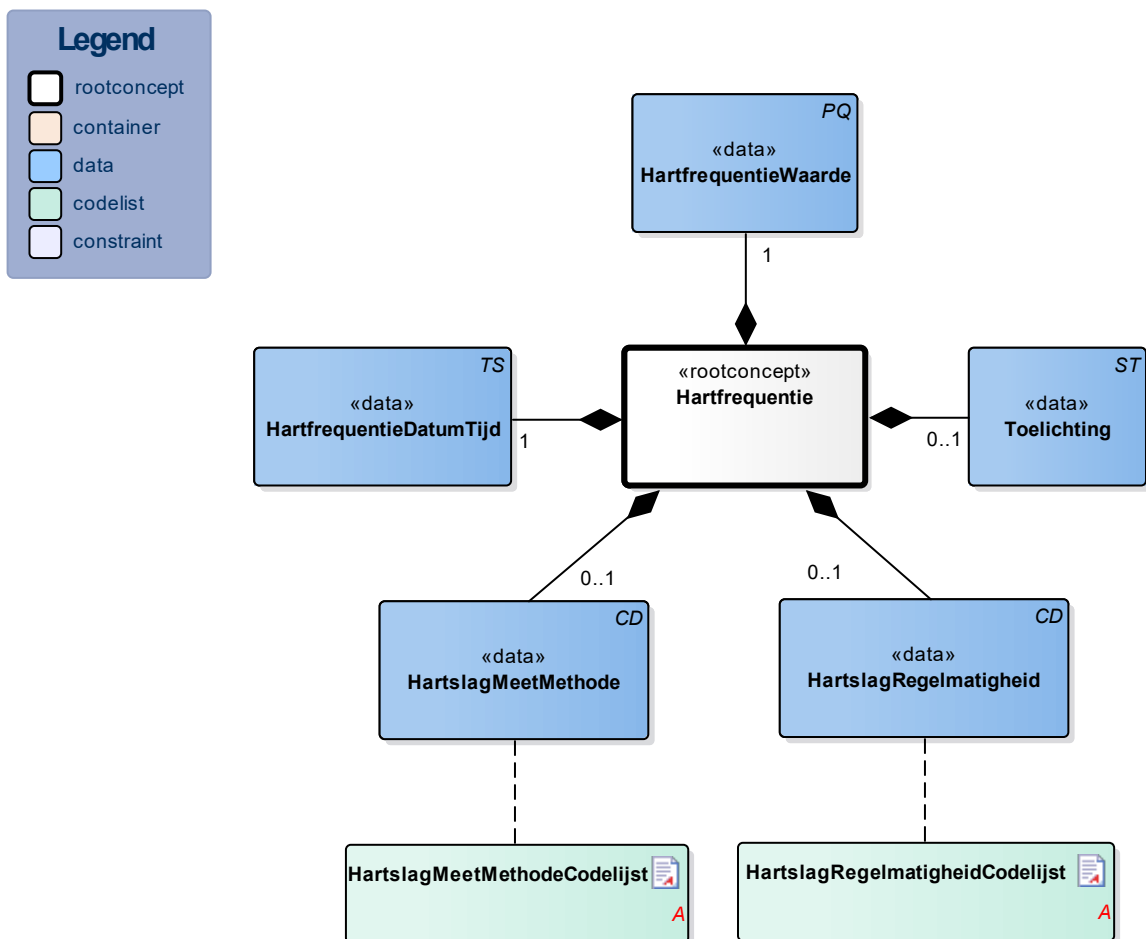 Legend
rootconcept
container
data
codelist
constraint
PQ
«data»
HartfrequentieWaarde
1
TS
«data»
HartfrequentieDatumTijd
1
«rootconcept»
Hartfrequentie
ST
«data»
Toelichting
0..1
0..1
0..1
CD
«data»
HartslagMeetMethode
CD
«data»
HartslagRegelmatigheid
HartslagMeetMethodeCodelijst
A
HartslagRegelmatigheidCodelijst
A